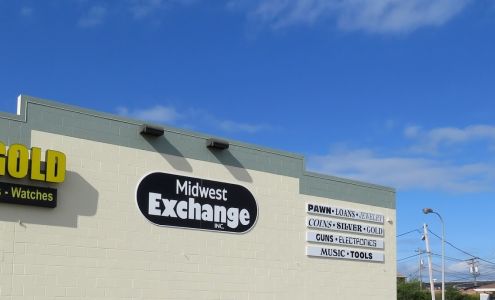 GOLD
• Watches
Midwest
Exchange
INC.
PAWN • LOANS • JEWELRY
COINS • SILVER • GOLD
GUNS • ELECTRONICS
MUSIC • TOOLS